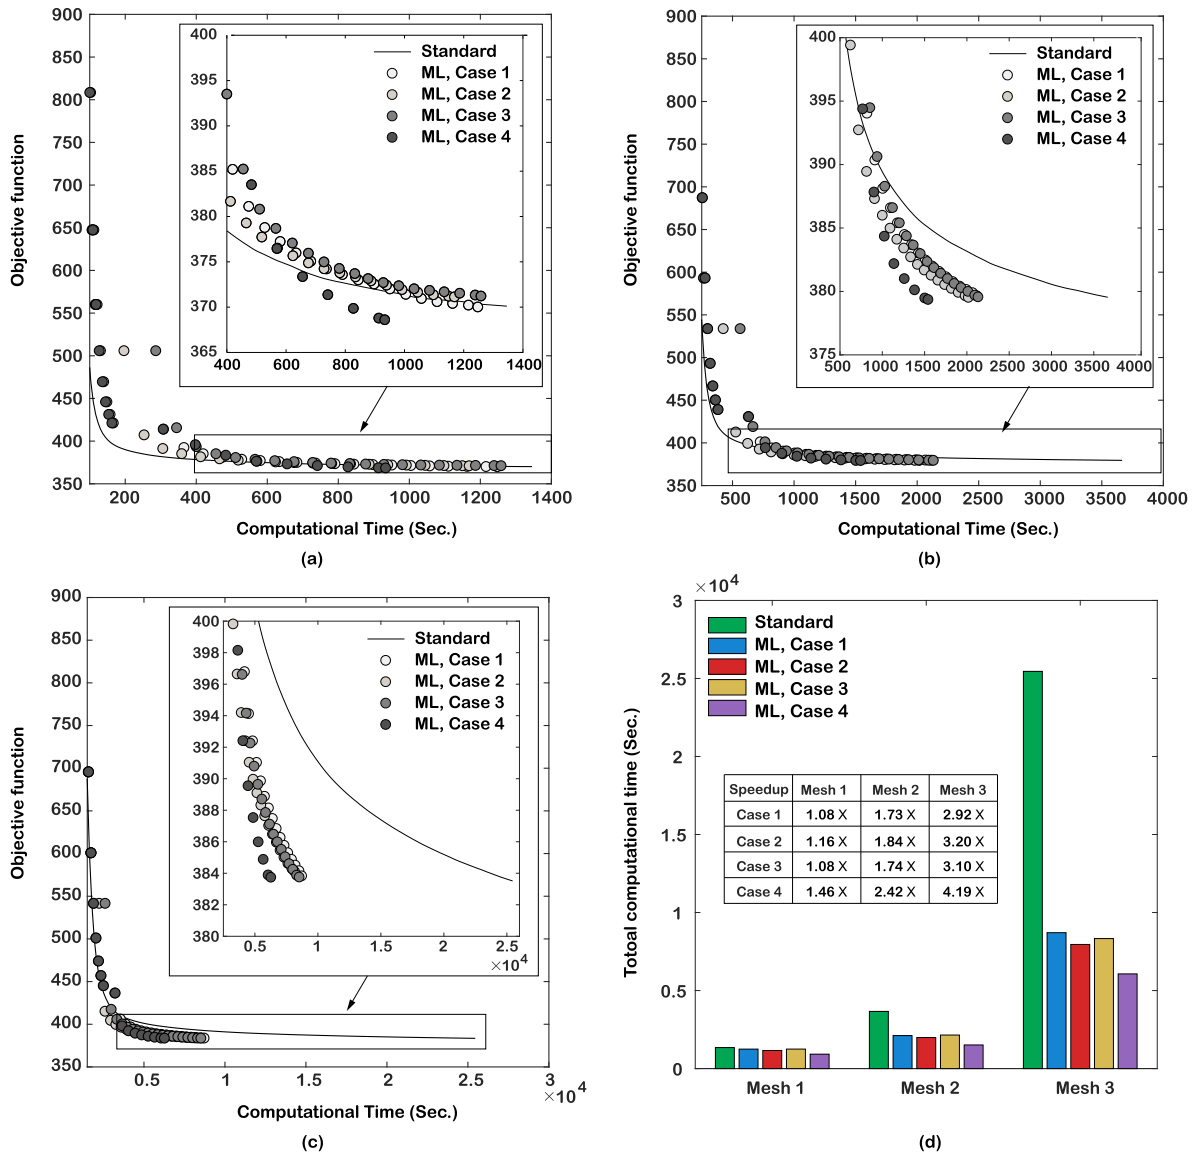 900
850
800
750
700
650
600
550
500
450
400
350
Objective function
200
400
600
800
1000
1200
1400
Computational Time (Sec.)
(a)
400
395
390
385
380
375
370
365
400
600
800
1000
1200
Standard
ML, Case 1
ML, Case 2
ML, Case 3
ML, Case 4
900
850
800
750
700
650
600
550
500
450
400
350
Objective function
500
1000
1500
2000
2500
3000
3500
4000
Computational Time (Sec.)
(b)
400
395
390
385
380
375
500
1000
1500
2000
2500
3000
3500
4000
Standard
ML, Case 1
ML, Case 2
ML, Case 3
ML, Case 4
900
850
800
750
700
650
600
550
500
450
400
350
Objective function
0.5
1
1.5
2
2.5
3
×10⁴
Computational Time (Sec.)
(c)
400
398
396
394
392
390
388
386
384
382
380
0.5
1
1.5
2
2.5
×10⁴
Standard
ML, Case 1
ML, Case 2
ML, Case 3
ML, Case 4
×10⁴
3
2.5
2
1.5
1
0.5
0
Totoal computational time (Sec.)
Standard
ML, Case 1
ML, Case 2
ML, Case 3
ML, Case 4
Speedup Mesh 1 Mesh 2 Mesh 3
Case 1 1.08 X 1.73 X 2.92 X
Case 2 1.16 X 1.84 X 3.20 X
Case 3 1.08 X 1.74 X 3.10 X
Case 4 1.46 X 2.42 X 4.19 X
Mesh 1
Mesh 2
Mesh 3
(d)